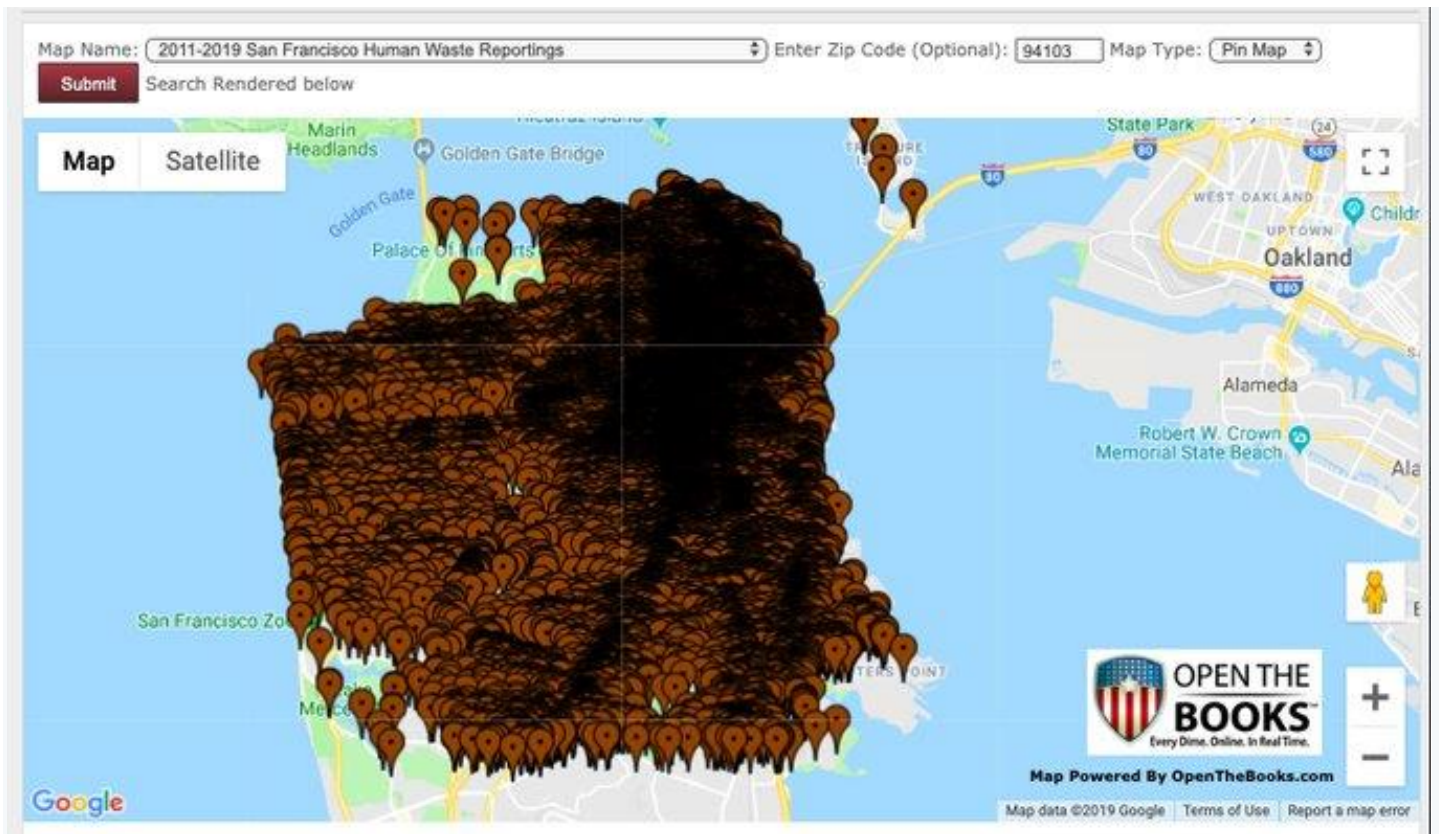 Map Name: 2011-2019 San Francisco Human Waste Reportings Enter Zip Code (Optional): 94103 Map Type: Pin Map
Submit Search Rendered below
Map Satellite
Marin
Headlands
Golden Gate Bridge
Golden Gate
Palace Of
State Park
24
80
580
80
WEST OAKLAND
Childr
UPTOWN
Oakland
880
Alameda
Robert W. Crown
Memorial State Beach
Ala
San Francisco Zo
OINT
OPEN THE
BOOKS
Every Dime. Online. In Real Time.
Map Powered By OpenTheBooks.com
Google
Map data ©2019 Google Terms of Use Report a map error